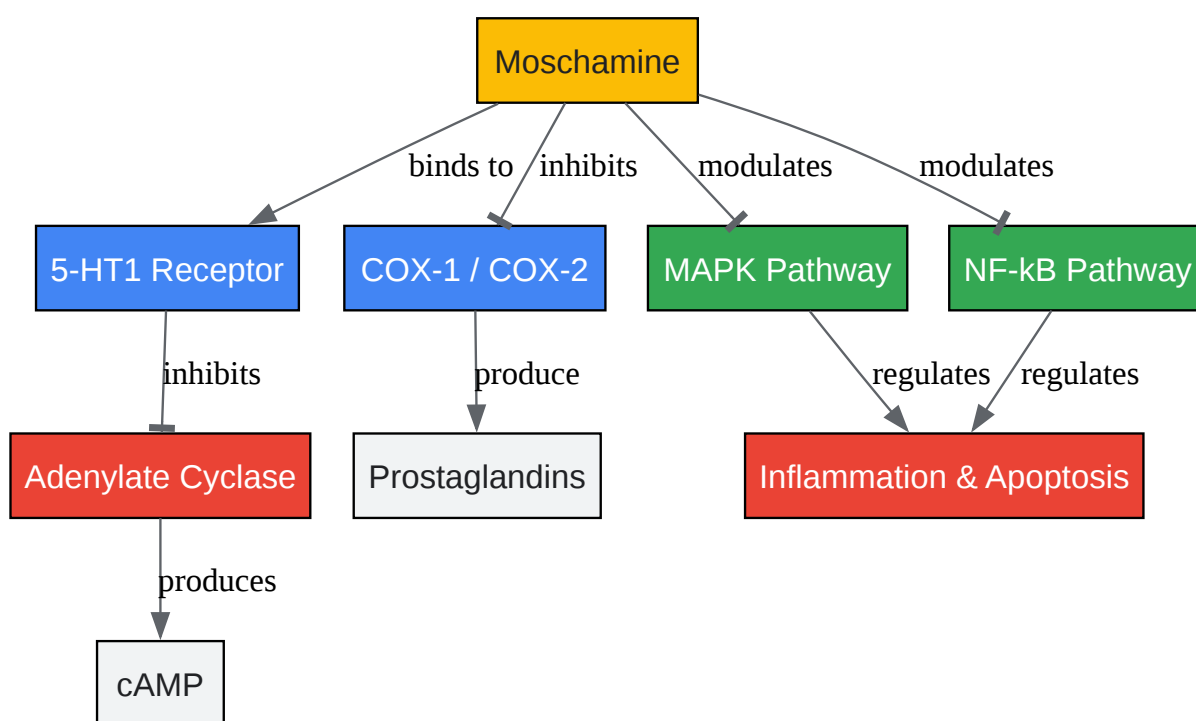 Moschamine
binds to
inhibits
modulates
modulates
5-HT1 Receptor
COX-1 / COX-2
MAPK Pathway
NF-kB Pathway
inhibits
produce
regulates
regulates
Adenylate Cyclase
Prostaglandins
Inflammation & Apoptosis
produces
cAMP